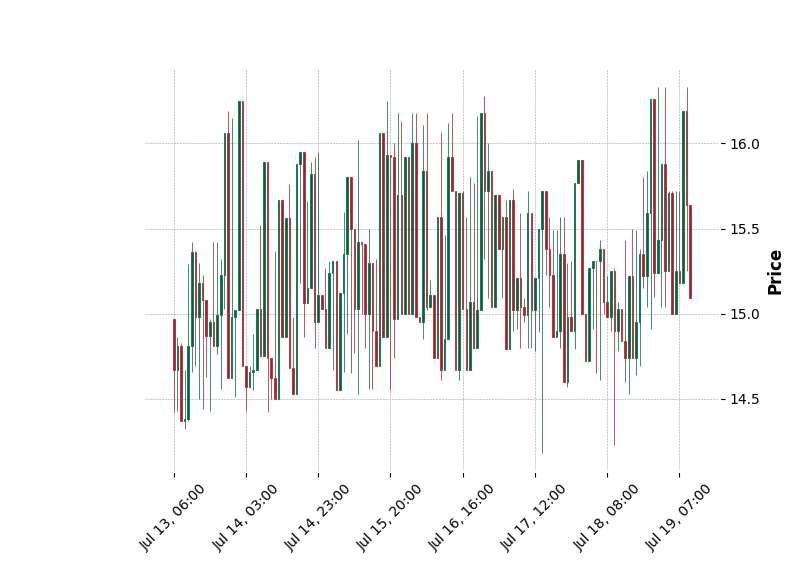 16.0
15.5
15.0
14.5
Price
Jul 13, 06:00
Jul 14, 03:00
Jul 14, 23:00
Jul 15, 20:00
Jul 16, 16:00
Jul 17, 12:00
Jul 18, 08:00
Jul 19, 07:00